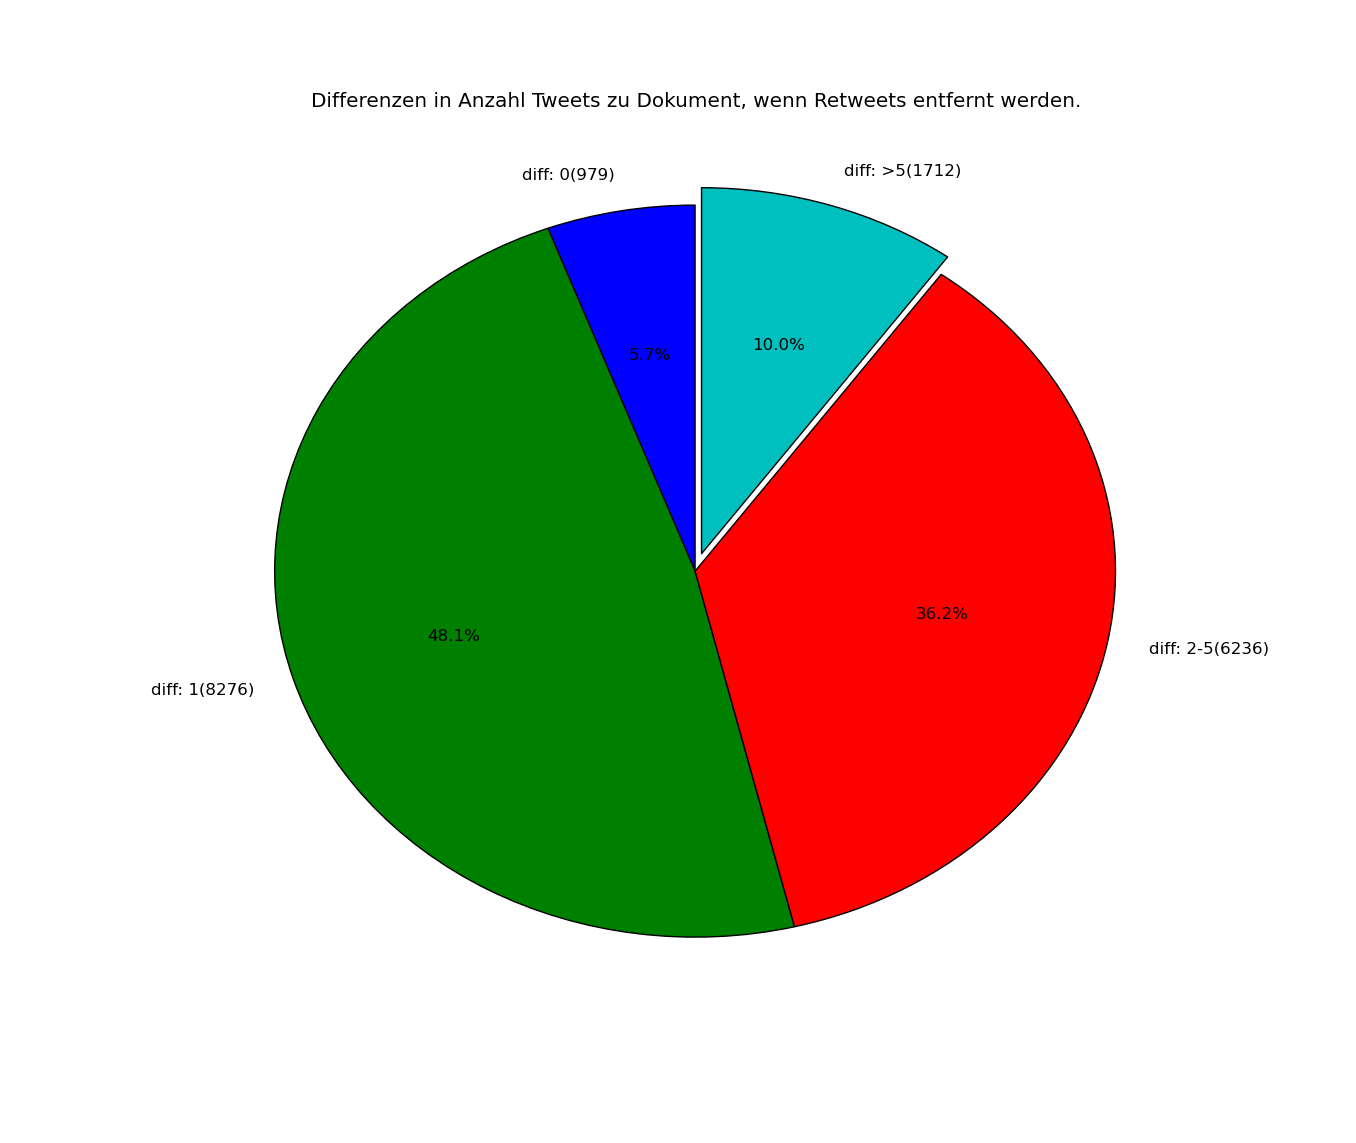 Differenzen in Anzahl Tweets zu Dokument, wenn Retweets entfernt werden.
diff: 0(979)
diff: >5(1712)
5.7%
10.0%
48.1%
36.2%
diff: 1(8276)
diff: 2-5(6236)